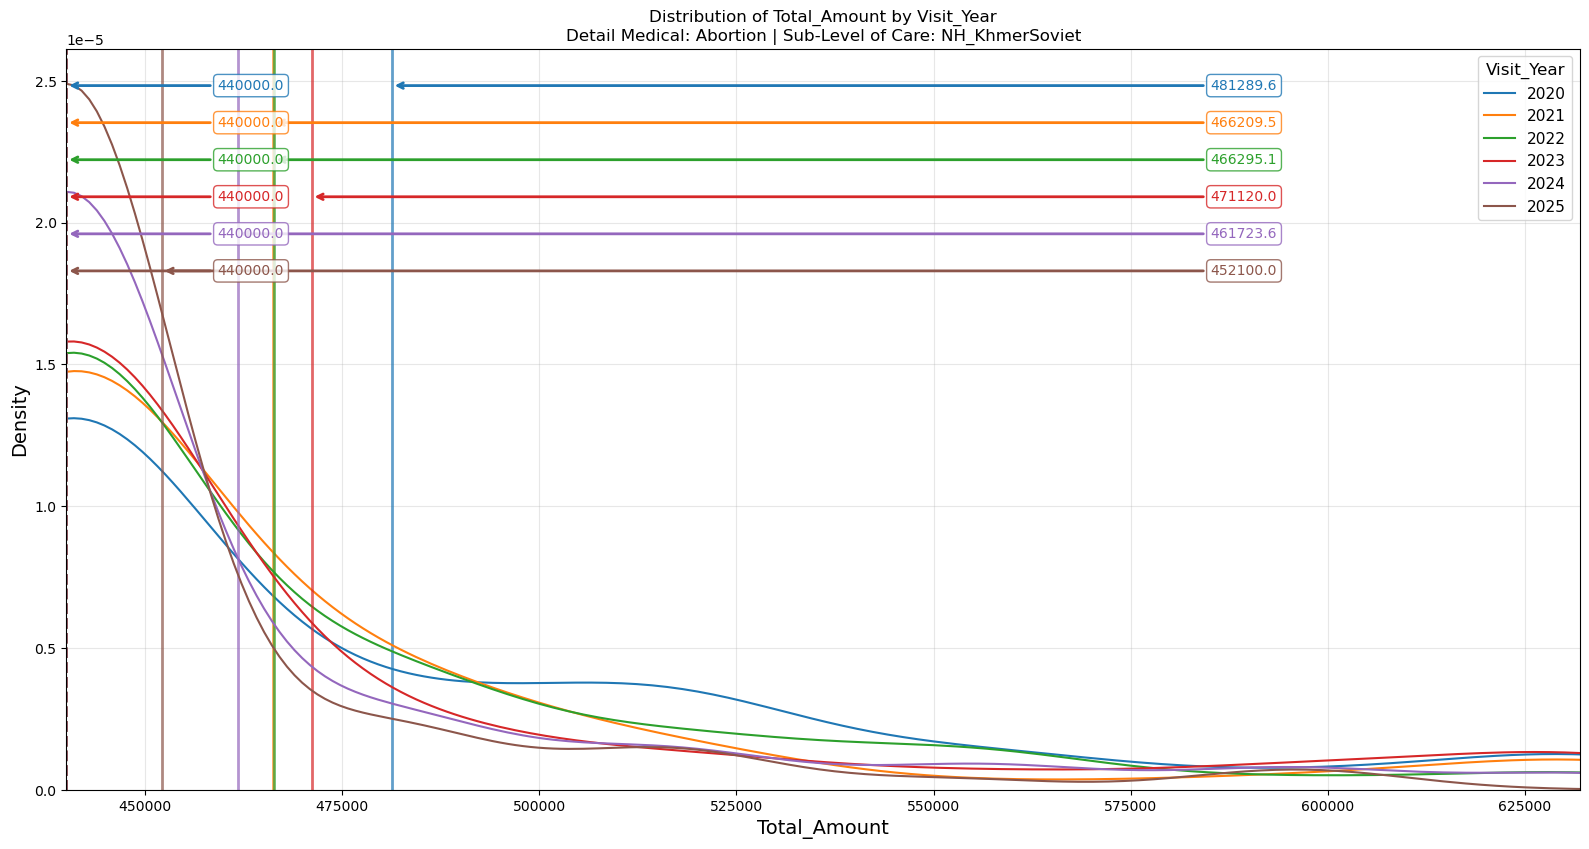 Distribution of Total_Amount by Visit_Year
Detail Medical: Abortion | Sub-Level of Care: NH_KhmerSoviet
1e−5
Visit_Year
2020
2021
2022
2023
2024
2025
440000.0 481289.6
440000.0 466209.5
440000.0 466295.1
440000.0 471120.0
440000.0 461723.6
440000.0 452100.0
Density
2.5
2.0
1.5
1.0
0.5
0.0
450000 475000 500000 525000 550000 575000 600000 625000
Total_Amount